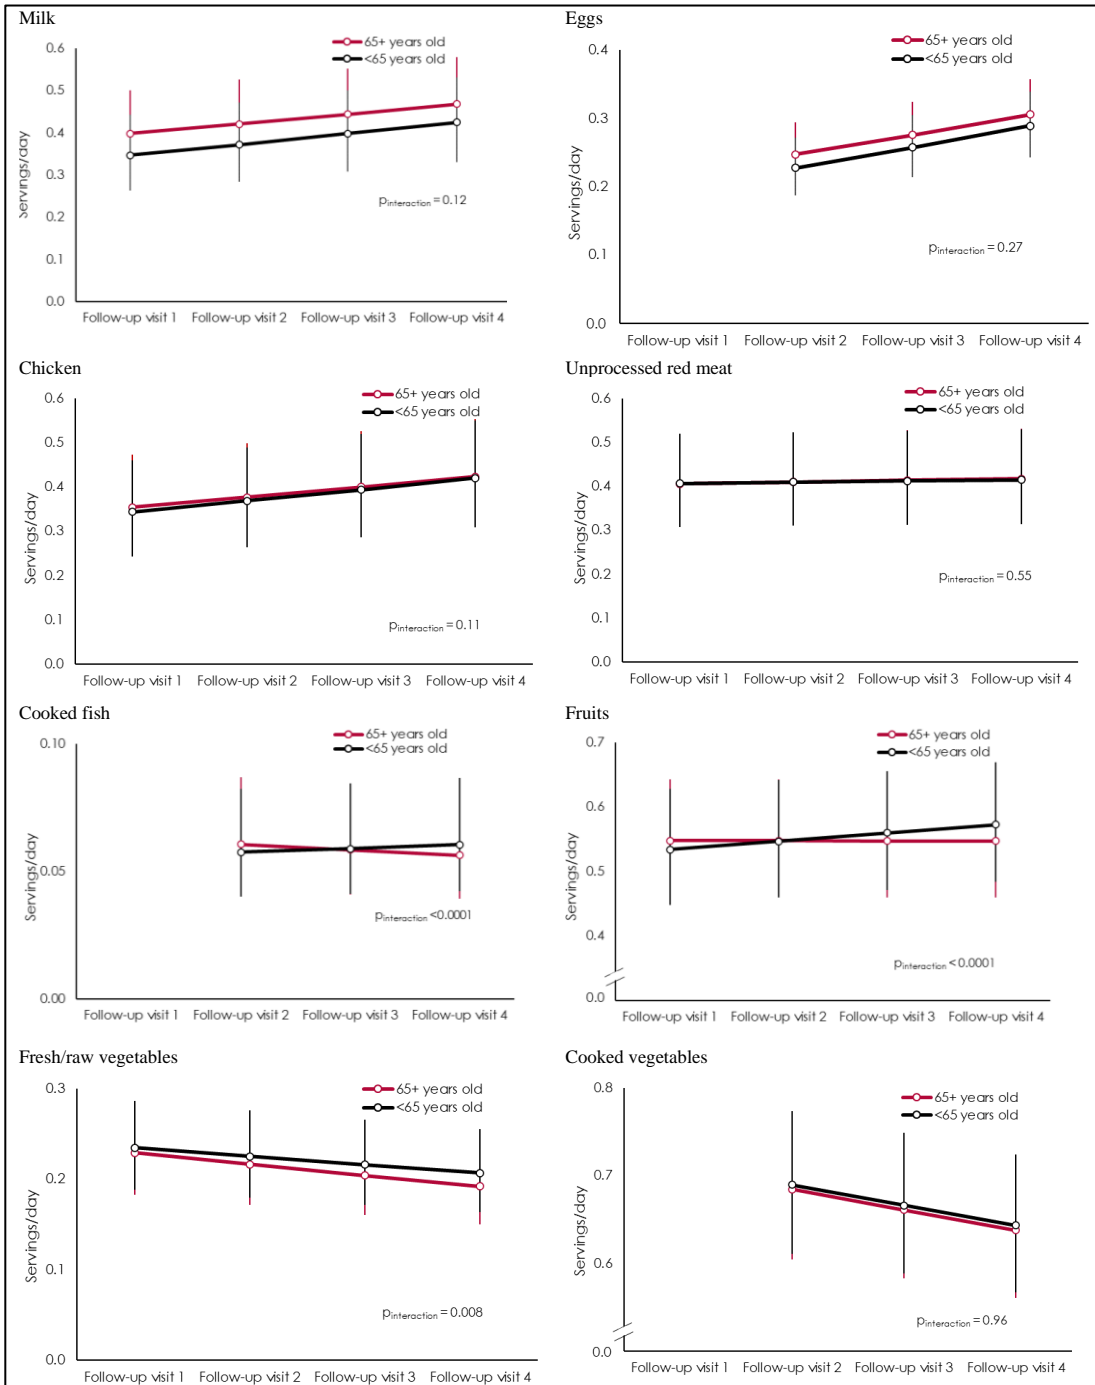 Milk
65+ years old
<65 years old
0.6
0.5
0.4
0.3
0.2
0.1
0.0
Servings/day
pinteraction = 0.12
Follow-up visit 1 Follow-up visit 2 Follow-up visit 3 Follow-up visit 4
Eggs
65+ years old
<65 years old
0.4
0.3
0.2
0.1
0.0
Servings/day
pinteraction = 0.27
Follow-up visit 1 Follow-up visit 2 Follow-up visit 3 Follow-up visit 4
Chicken
65+ years old
<65 years old
0.6
0.5
0.4
0.3
0.2
0.1
0.0
Servings/day
pinteraction = 0.11
Follow-up visit 1 Follow-up visit 2 Follow-up visit 3 Follow-up visit 4
Unprocessed red meat
65+ years old
<65 years old
0.6
0.5
0.4
0.3
0.2
0.1
0.0
Servings/day
pinteraction = 0.55
Follow-up visit 1 Follow-up visit 2 Follow-up visit 3 Follow-up visit 4
Cooked fish
65+ years old
<65 years old
0.10
0.05
0.00
Servings/day
pinteraction <0.0001
Follow-up visit 1 Follow-up visit 2 Follow-up visit 3 Follow-up visit 4
Fruits
65+ years old
<65 years old
0.7
0.6
0.5
0.4
0.0
Servings/day
pinteraction <0.0001
Follow-up visit 1 Follow-up visit 2 Follow-up visit 3 Follow-up visit 4
Fresh/raw vegetables
65+ years old
<65 years old
0.3
0.2
0.1
0.0
Servings/day
pinteraction = 0.008
Follow-up visit 1 Follow-up visit 2 Follow-up visit 3 Follow-up visit 4
Cooked vegetables
65+ years old
<65 years old
0.8
0.7
0.6
0.0
Servings/day
pinteraction = 0.96
Follow-up visit 1 Follow-up visit 2 Follow-up visit 3 Follow-up visit 4